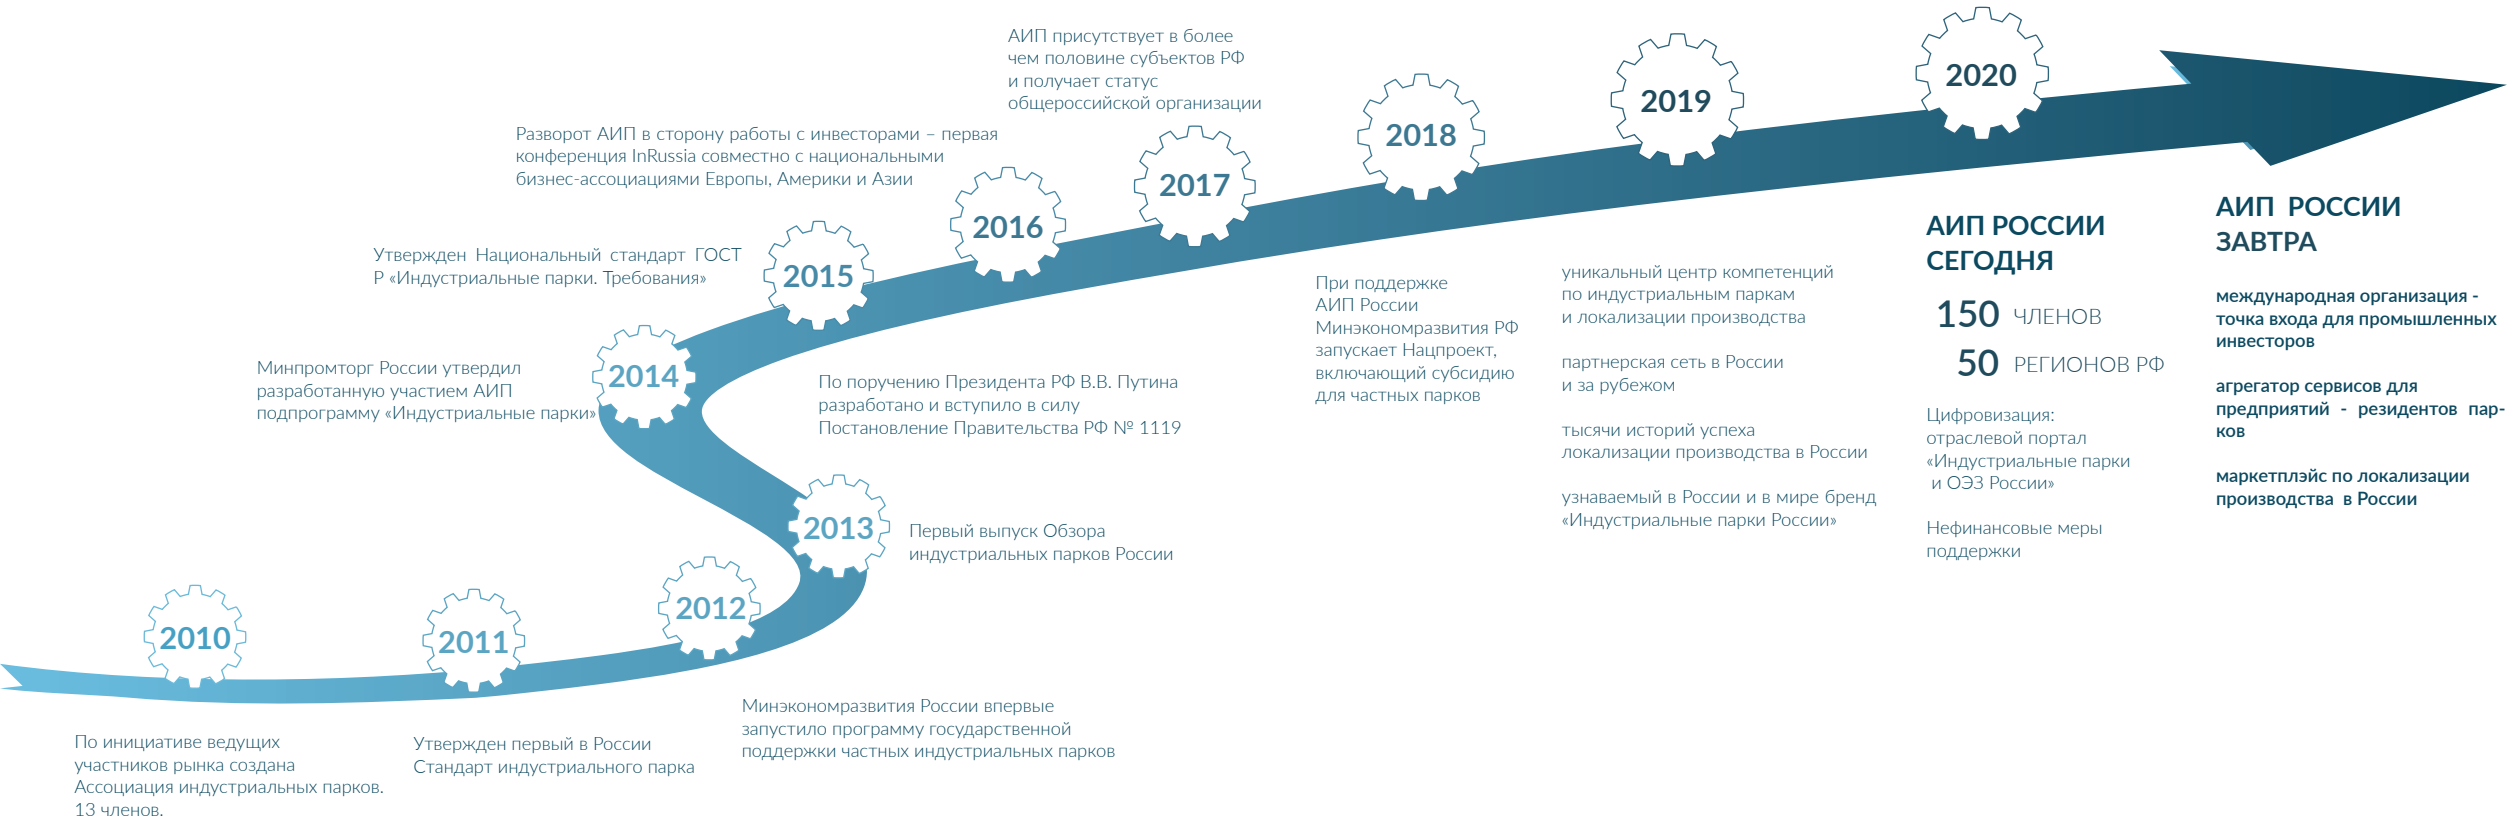 2010
По инициативе ведущих
участников рынка создана
Ассоциация индустриальных парков.
13 членов.
2011
Утвержден первый в России
Стандарт индустриального парка
2012
Минэкономразвития России впервые
запустило программу государственной
поддержки частных индустриальных парков
2013
Первый выпуск Обзора
индустриальных парков России
2014
Минпромторг России утвердил
разработанную участием АИП
подпрограмму «Индустриальные парки»
2015
Утвержден Национальный стандарт ГОСТ
Р «Индустриальные парки. Требования»
По поручению Президента РФ В.В. Путина
разработано и вступило в силу
Постановление Правительства РФ № 1119
2016
Разворот АИП в сторону работы с инвесторами – первая
конференция InRussia совместно с национальными
бизнес-ассоциациями Европы, Америки и Азии
2017
АИП присутствует в более
чем половине субъектов РФ
и получает статус
общероссийской организации
2018
При поддержке
АИП России
Минэкономразвития РФ
запускает Нацпроект,
включающий субсидию
для частных парков
2019
уникальный центр компетенций
по индустриальным паркам
и локализации производства
партнерская сеть в России
и за рубежом
тысячи историй успеха
локализации производства в России
узнаваемый в России и в мире бренд
«Индустриальные парки России»
2020
АИП РОССИИ
СЕГОДНЯ
150 ЧЛЕНОВ
50 РЕГИОНОВ РФ
Цифровизация:
отраслевой портал
«Индустриальные парки
и ОЭЗ России»
Нефинансовые меры
поддержки
АИП РОССИИ
ЗАВТРА
международная организация -
точка входа для промышленных
инвесторов
агрегатор сервисов для
предприятий - резидентов пар-
ков
маркетплэйс по локализации
производства в России